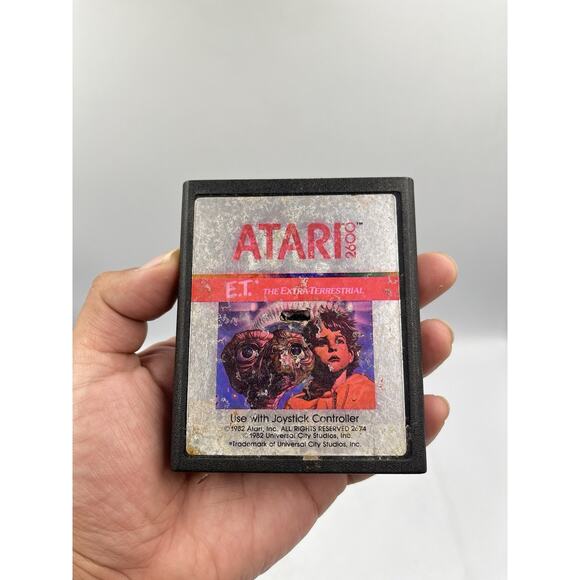 ATARI 2600™
E.T.* THE EXTRA-TERRESTRIAL
Use with Joystick Controller
©1982 Atari, Inc. ALL RIGHTS RESERVED 2674
©1982 Universal City Studios, Inc.
*Trademark of Universal City Studios, Inc.